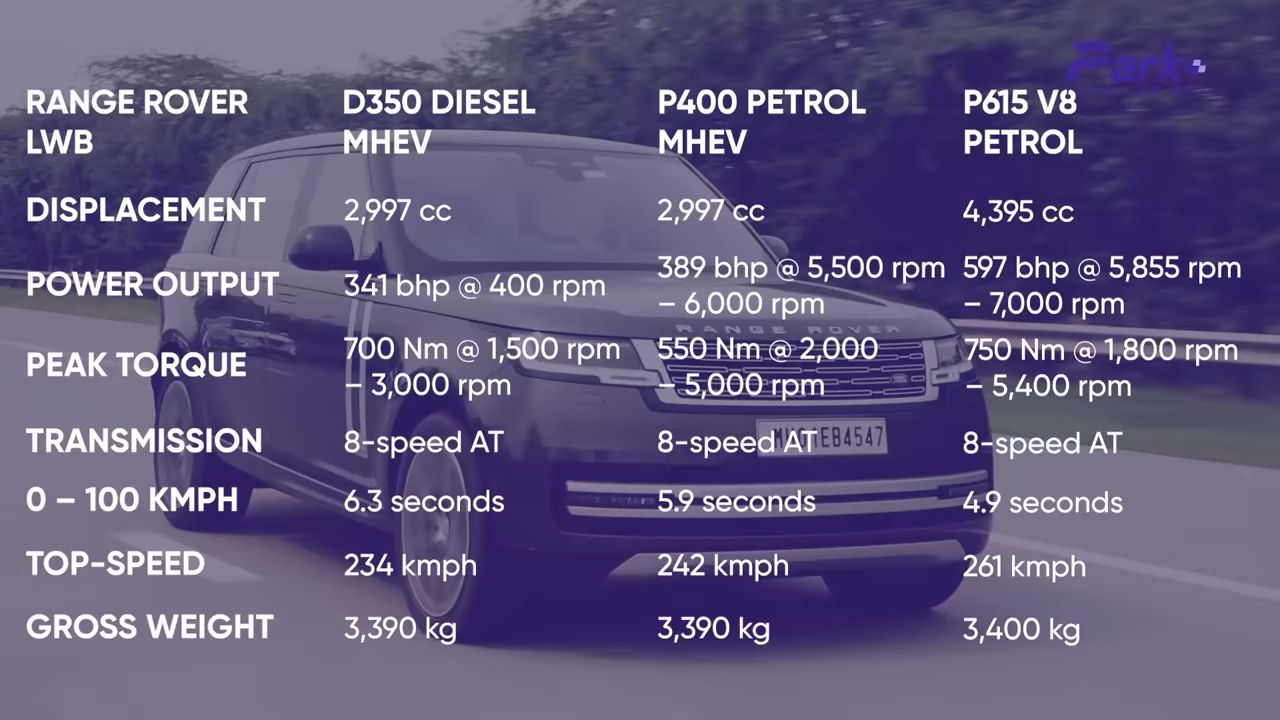 Park+
RANGE ROVER LWB
D350 DIESEL MHEV
P400 PETROL MHEV
P615 V8 PETROL
DISPLACEMENT
2,997 cc
2,997 cc
4,395 cc
POWER OUTPUT
341 bhp @ 400 rpm
389 bhp @ 5,500 rpm
– 6,000 rpm
597 bhp @ 5,855 rpm
– 7,000 rpm
RANGE ROVER
PEAK TORQUE
700 Nm @ 1,500 rpm
– 3,000 rpm
550 Nm @ 2,000
– 5,000 rpm
750 Nm @ 1,800 rpm
– 5,400 rpm
TRANSMISSION
8-speed AT
8-speed AT
8-speed AT
0 – 100 KMPH
6.3 seconds
5.9 seconds
4.9 seconds
TOP-SPEED
234 kmph
242 kmph
261 kmph
GROSS WEIGHT
3,390 kg
3,390 kg
3,400 kg